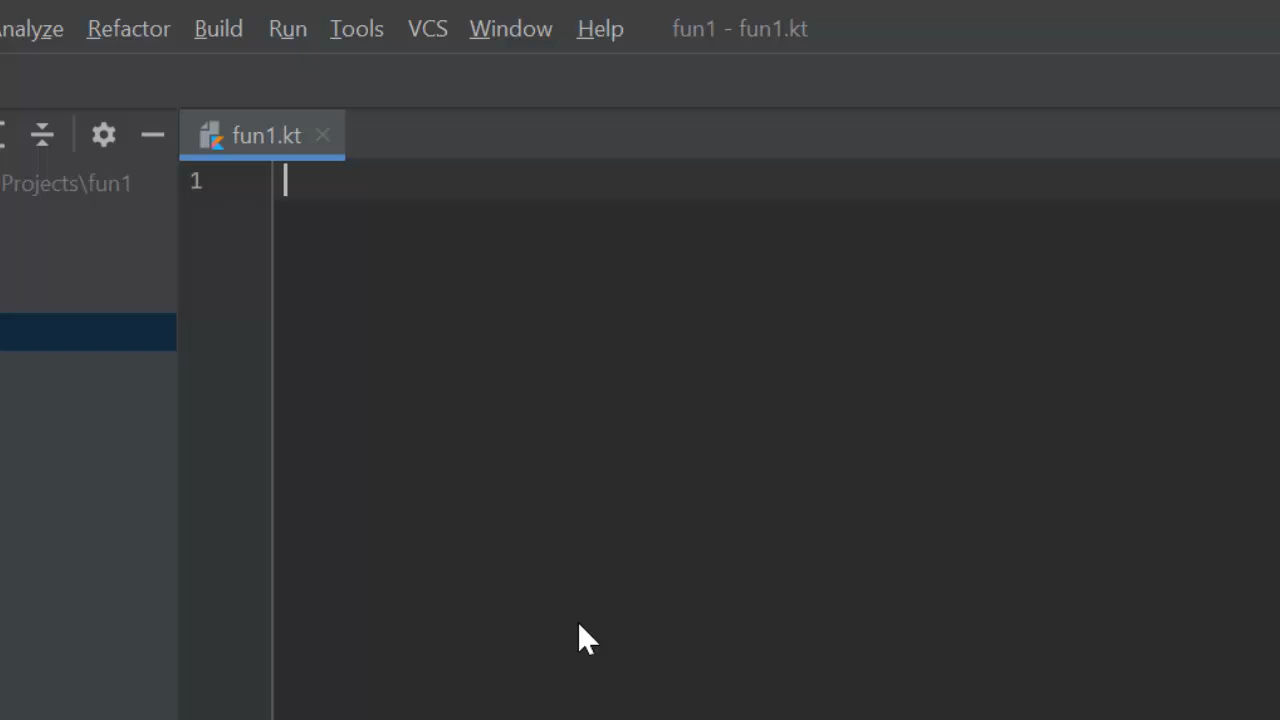 nalyze Refactor Build Run Tools VCS Window Help fun1 - fun1.kt
fun1.kt
Projects\fun1
1